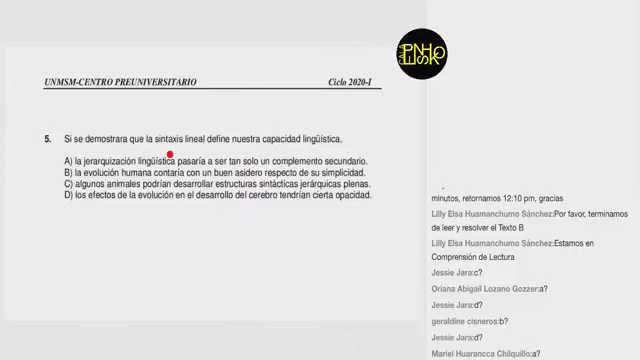 UNMSM-CENTRO PREUNIVERSITARIO Ciclo 2020-I
5. Si se demostrara que la sintaxis lineal define nuestra capacidad lingüística,
A) la jerarquización lingüística pasaría a ser tan solo un complemento secundario.
B) la evolución humana contaría con un buen asidero respecto de su simplicidad.
C) algunos animales podrían desarrollar estructuras sintácticas jerárquicas plenas.
D) los efectos de la evolución en el desarrollo del cerebro tendrían cierta opacidad.
minutos, retornamos 12:10 pm, gracias
Lilly Elsa Huamanchumo Sánchez:Por favor, terminamos
de leer y resolver el Texto B
Lilly Elsa Huamanchumo Sánchez:Estamos en
Comprensión de Lectura
Jessie Jara:c?
Oriana Abigail Lozano Gozzer:a?
Jessie Jara:d?
geraldine cisneros:b?
Jessie Jara:d?
Mariel Huarancca Chilquillo:a?